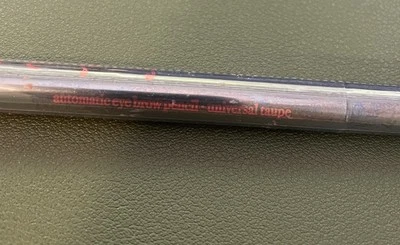 automatic eye brow pencil - universal taupe